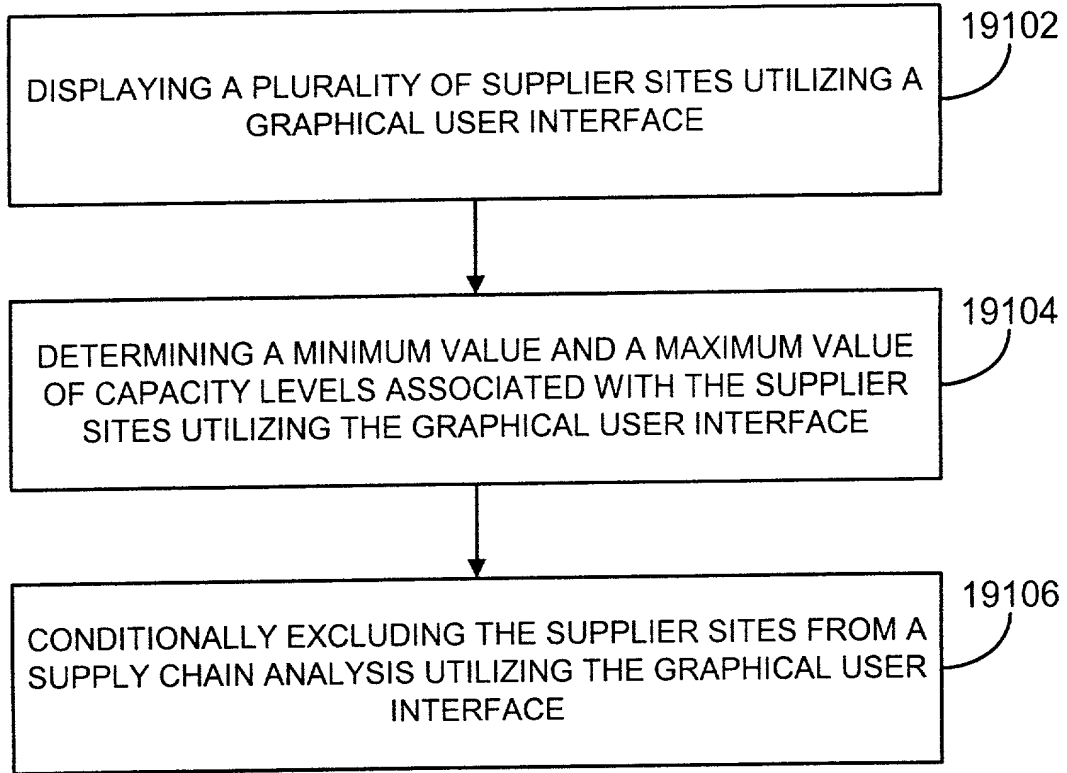 19102
DISPLAYING A PLURALITY OF SUPPLIER SITES UTILIZING A
GRAPHICAL USER INTERFACE
19104
DETERMINING A MINIMUM VALUE AND A MAXIMUM VALUE
OF CAPACITY LEVELS ASSOCIATED WITH THE SUPPLIER
SITES UTILIZING THE GRAPHICAL USER INTERFACE
19106
CONDITIONALLY EXCLUDING THE SUPPLIER SITES FROM A
SUPPLY CHAIN ANALYSIS UTILIZING THE GRAPHICAL USER
INTERFACE